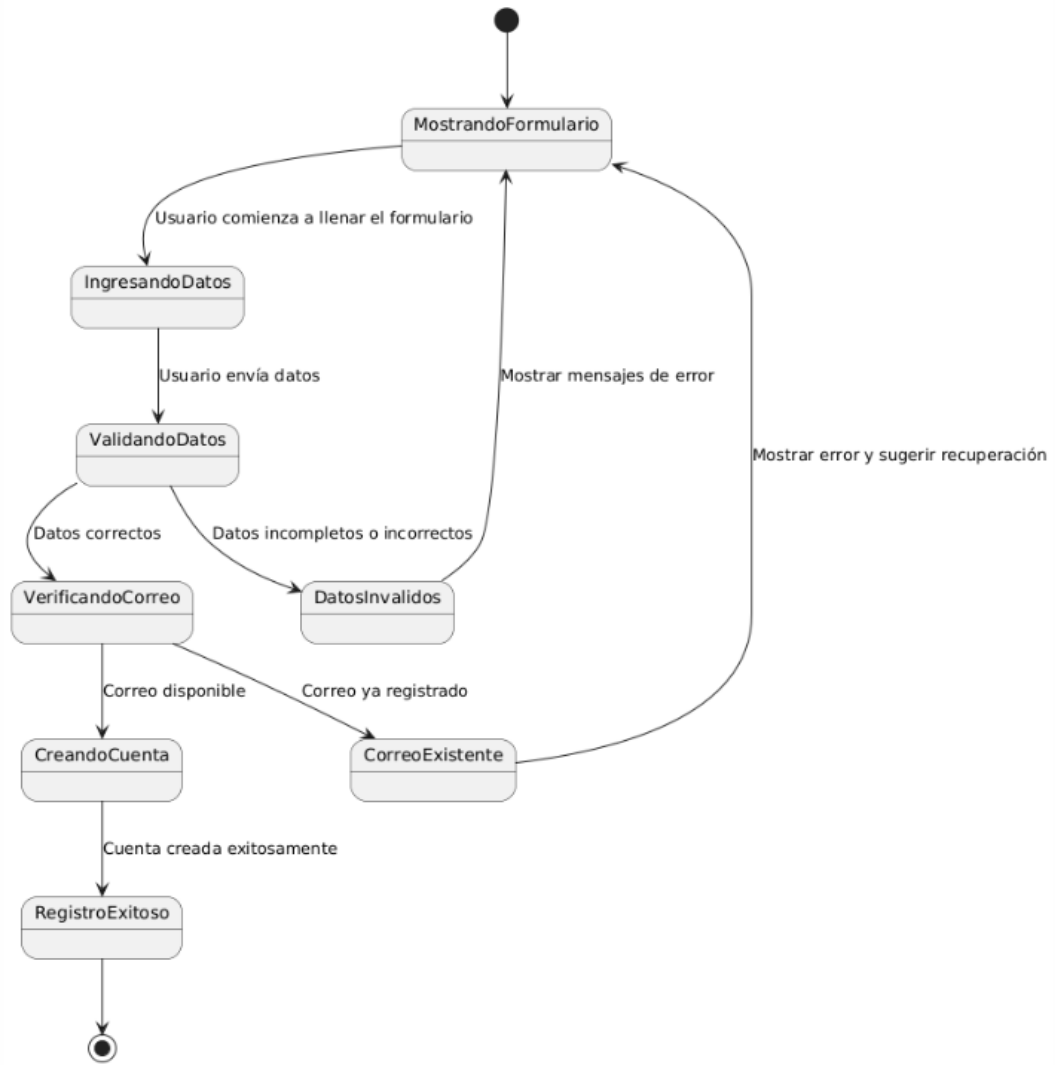 MostrandoFormulario
Usuario comienza a llenar el formulario
IngresandoDatos
Usuario envía datos
Mostrar mensajes de error
ValidandoDatos
Mostrar error y sugerir recuperación
Datos correctos
Datos incompletos o incorrectos
VerificandoCorreo
DatosInvalidos
Correo disponible
Correo ya registrado
CreandoCuenta
CorreoExistente
Cuenta creada exitosamente
RegistroExitoso